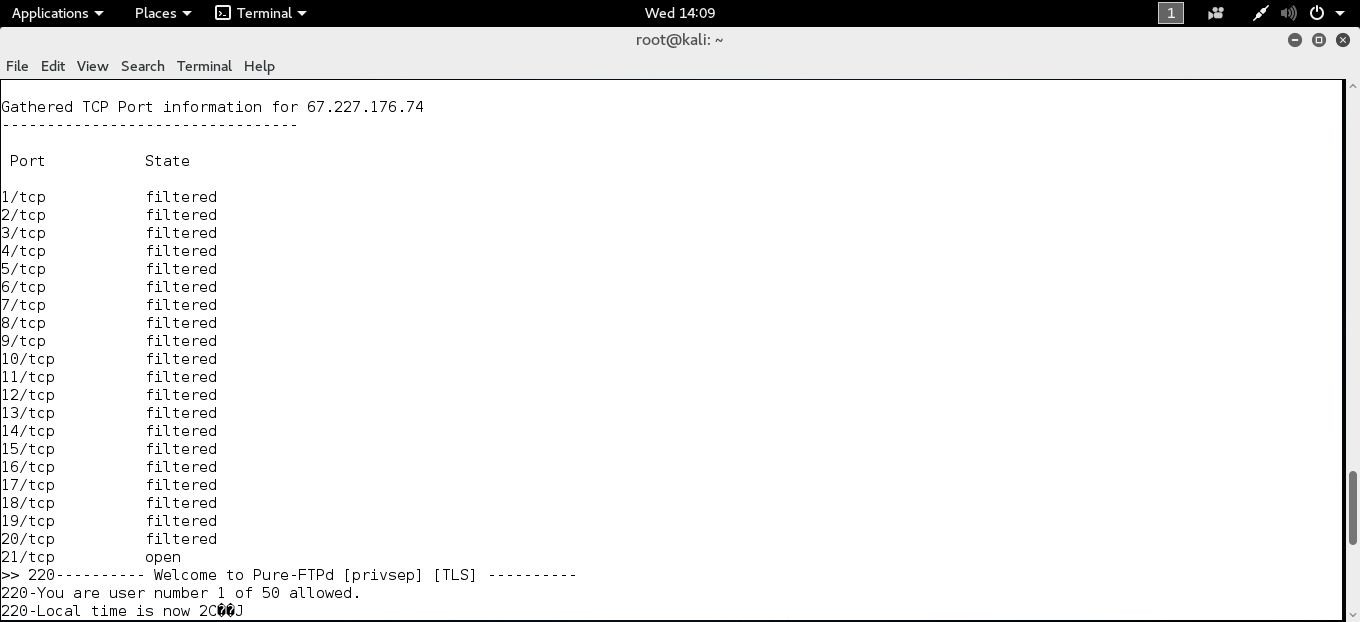 Applications Places Terminal Wed 14:09 1
root@kali: ~
File Edit View Search Terminal Help
Gathered TCP Port information for 67.227.176.74
---------------------------------
Port State
1/tcp filtered
2/tcp filtered
3/tcp filtered
4/tcp filtered
5/tcp filtered
6/tcp filtered
7/tcp filtered
8/tcp filtered
9/tcp filtered
10/tcp filtered
11/tcp filtered
12/tcp filtered
13/tcp filtered
14/tcp filtered
15/tcp filtered
16/tcp filtered
17/tcp filtered
18/tcp filtered
19/tcp filtered
20/tcp filtered
21/tcp open
>> 220---------- Welcome to Pure-FTPd [privsep] [TLS] ----------
220-You are user number 1 of 50 allowed.
220-Local time is now 2C��J